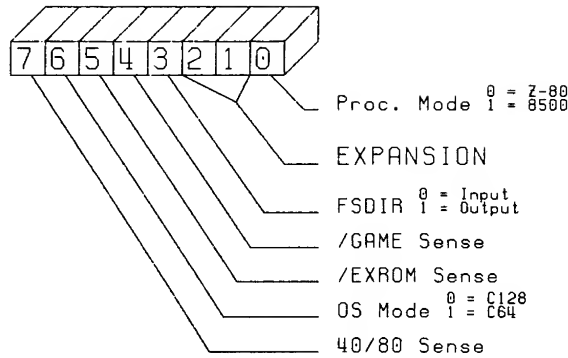 7 6 5 4 3 2 1 0
Proc. Mode 0 = Z-80
1 = 8500
EXPANSION
FSDIR 0 = Input
1 = Output
/GAME Sense
/EXROM Sense
OS Mode 0 = C128
1 = C64
40/80 Sense